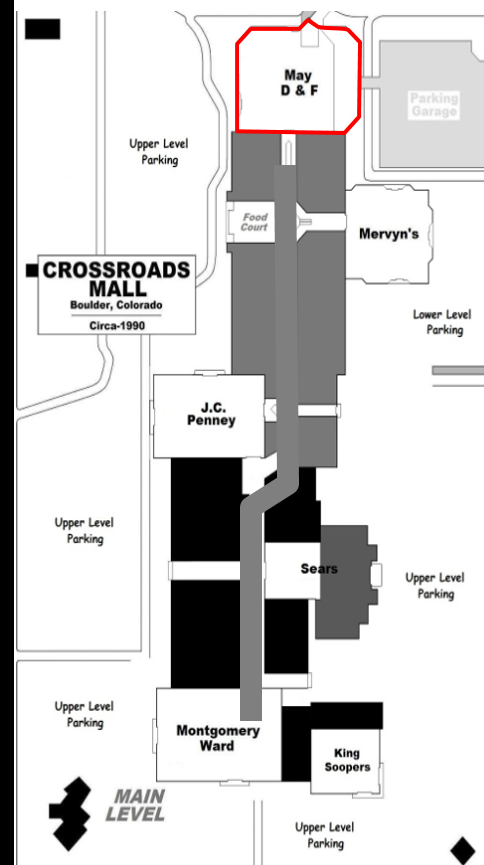 May
D & F
Parking
Garage
Upper Level
Parking
Food
Court
Mervyn's
CROSSROADS
MALL
Boulder, Colorado
Circa-1990
Lower Level
Parking
J.C.
Penney
Upper Level
Parking
Sears
Upper Level
Parking
Upper Level
Parking
Montgomery
Ward
King
Soopers
MAIN
LEVEL
Upper Level
Parking